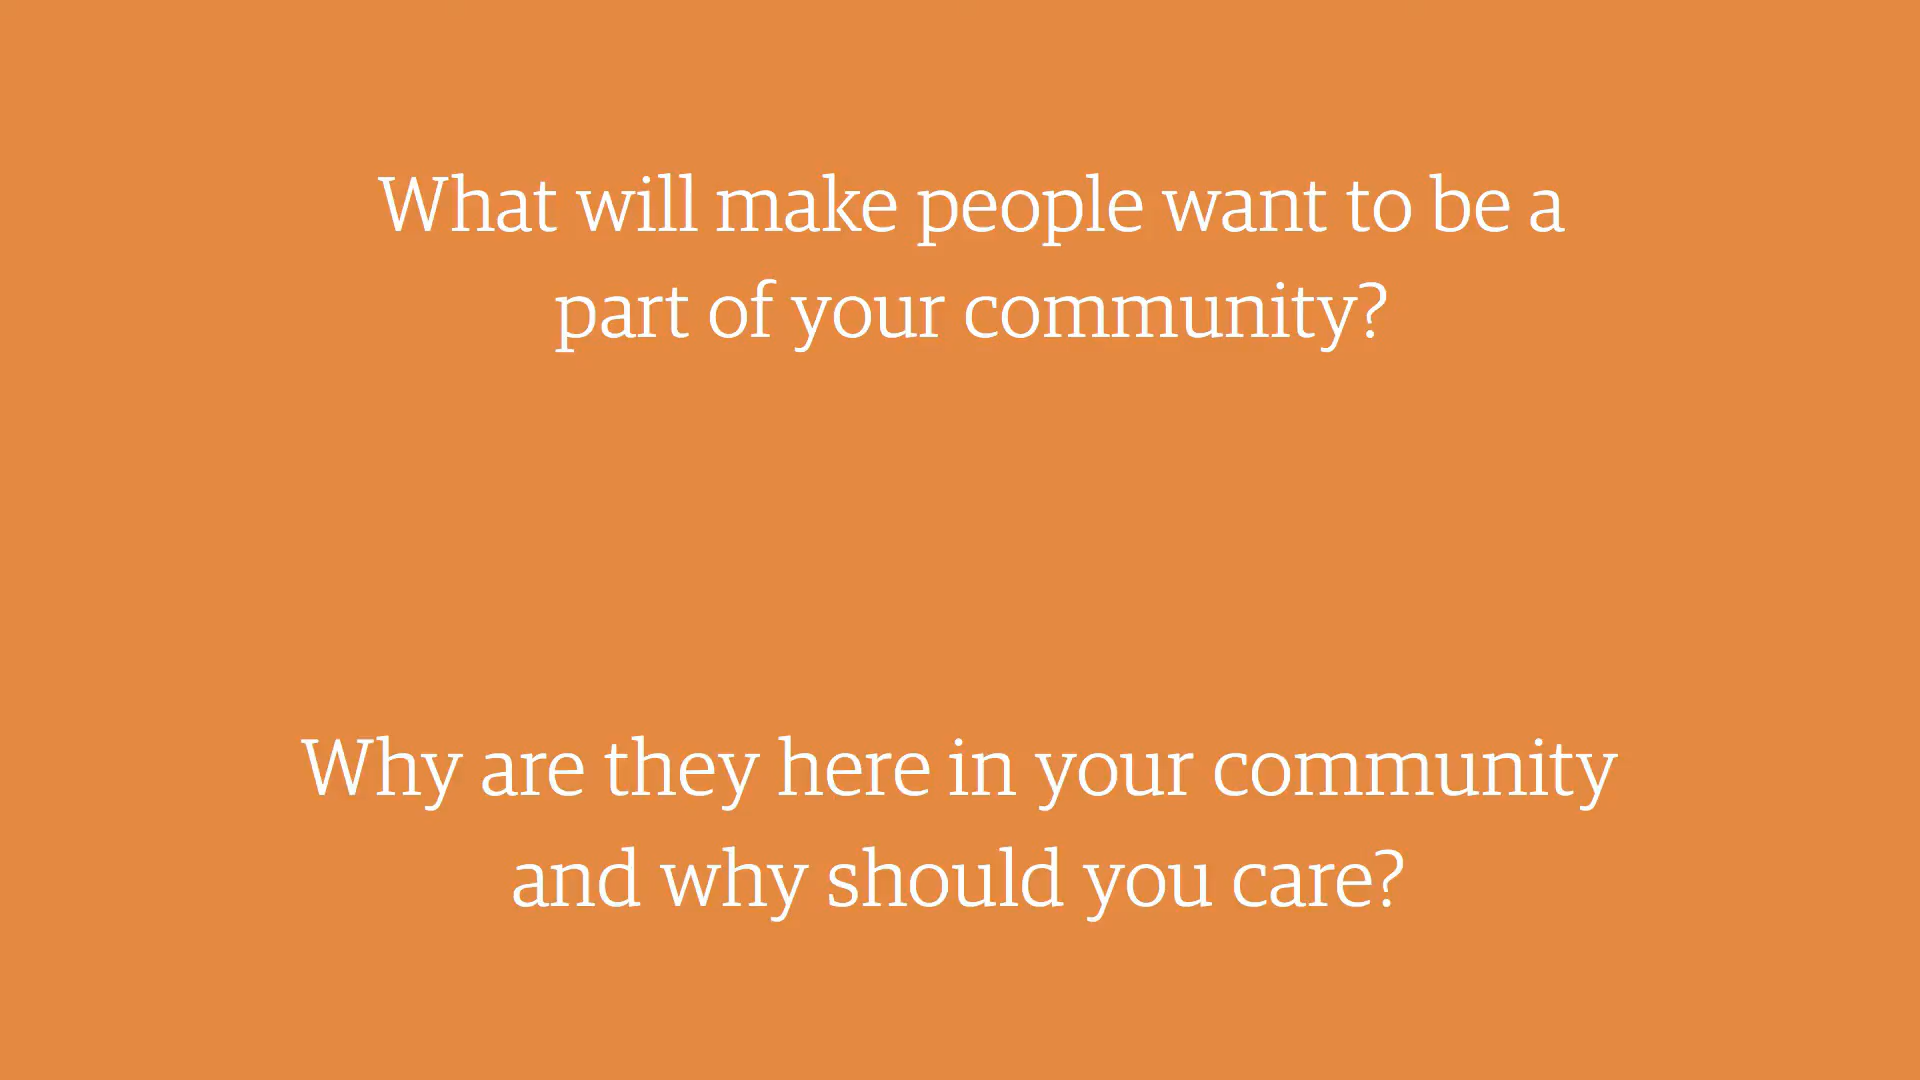 What will make people want to be a
part of your community?
Why are they here in your community
and why should you care?